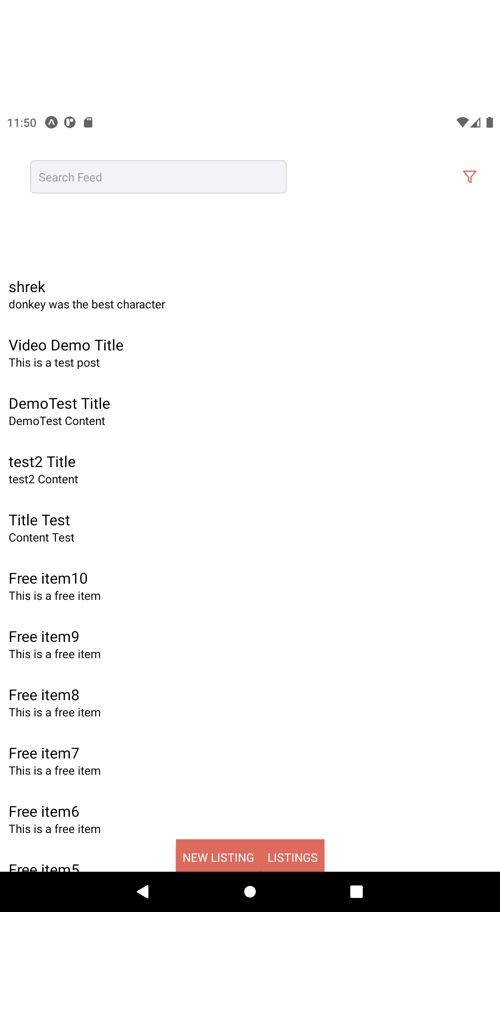 11:50
Search Feed
shrek
donkey was the best character
Video Demo Title
This is a test post
DemoTest Title
DemoTest Content
test2 Title
test2 Content
Title Test
Content Test
Free item10
This is a free item
Free item9
This is a free item
Free item8
This is a free item
Free item7
This is a free item
Free item6
This is a free item
NEW LISTING LISTINGS
Free item5